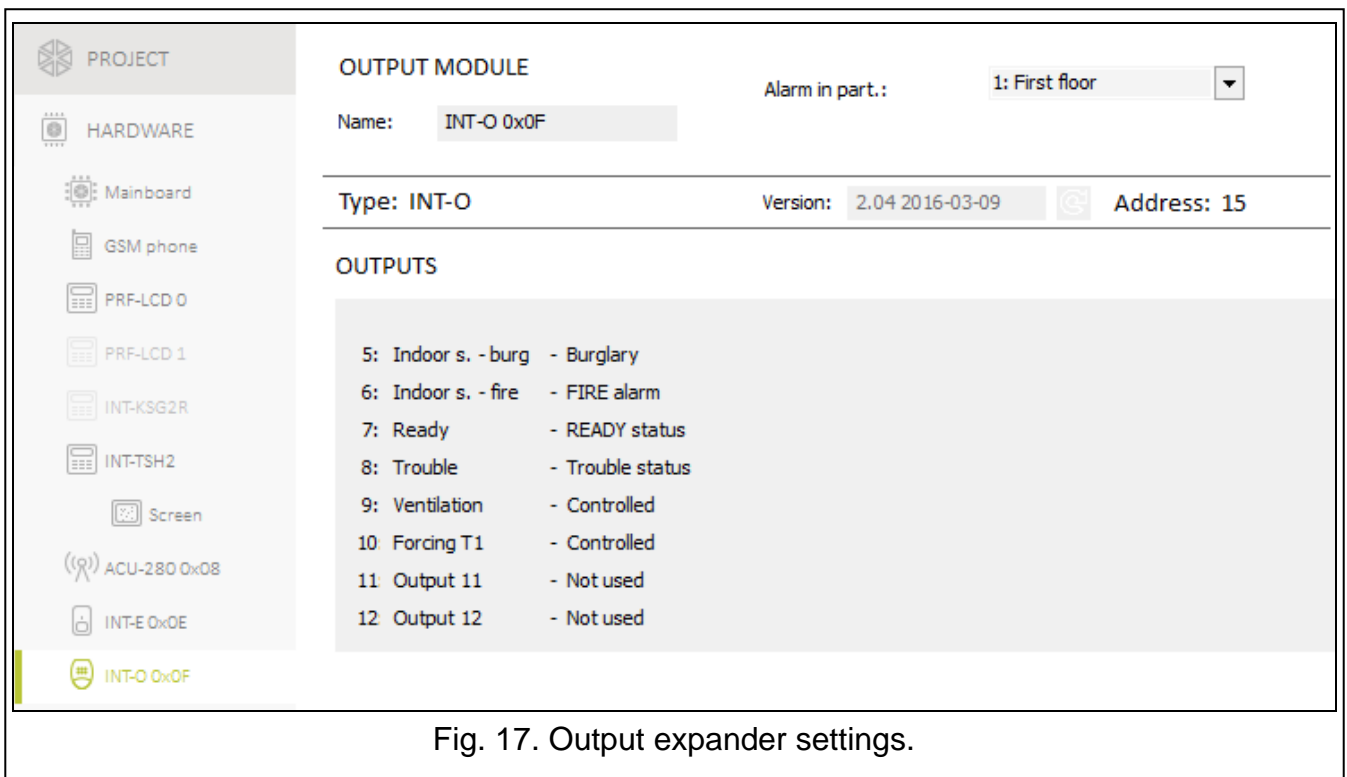 PROJECT
HARDWARE
Mainboard
GSM phone
PRF-LCD 0
PRF-LCD 1
INT-KSG2R
INT-TSH2
Screen
ACU-280 0x08
INT-E 0x0E
INT-O 0x0F
OUTPUT MODULE
Alarm in part.: 1: First floor
Name: INT-O 0x0F
Type: INT-O Version: 2.04 2016-03-09 Address: 15
OUTPUTS
5: Indoor s. - burg - Burglary
6: Indoor s. - fire - FIRE alarm
7: Ready - READY status
8: Trouble - Trouble status
9: Ventilation - Controlled
10: Forcing T1 - Controlled
11: Output 11 - Not used
12: Output 12 - Not used
Fig. 17. Output expander settings.